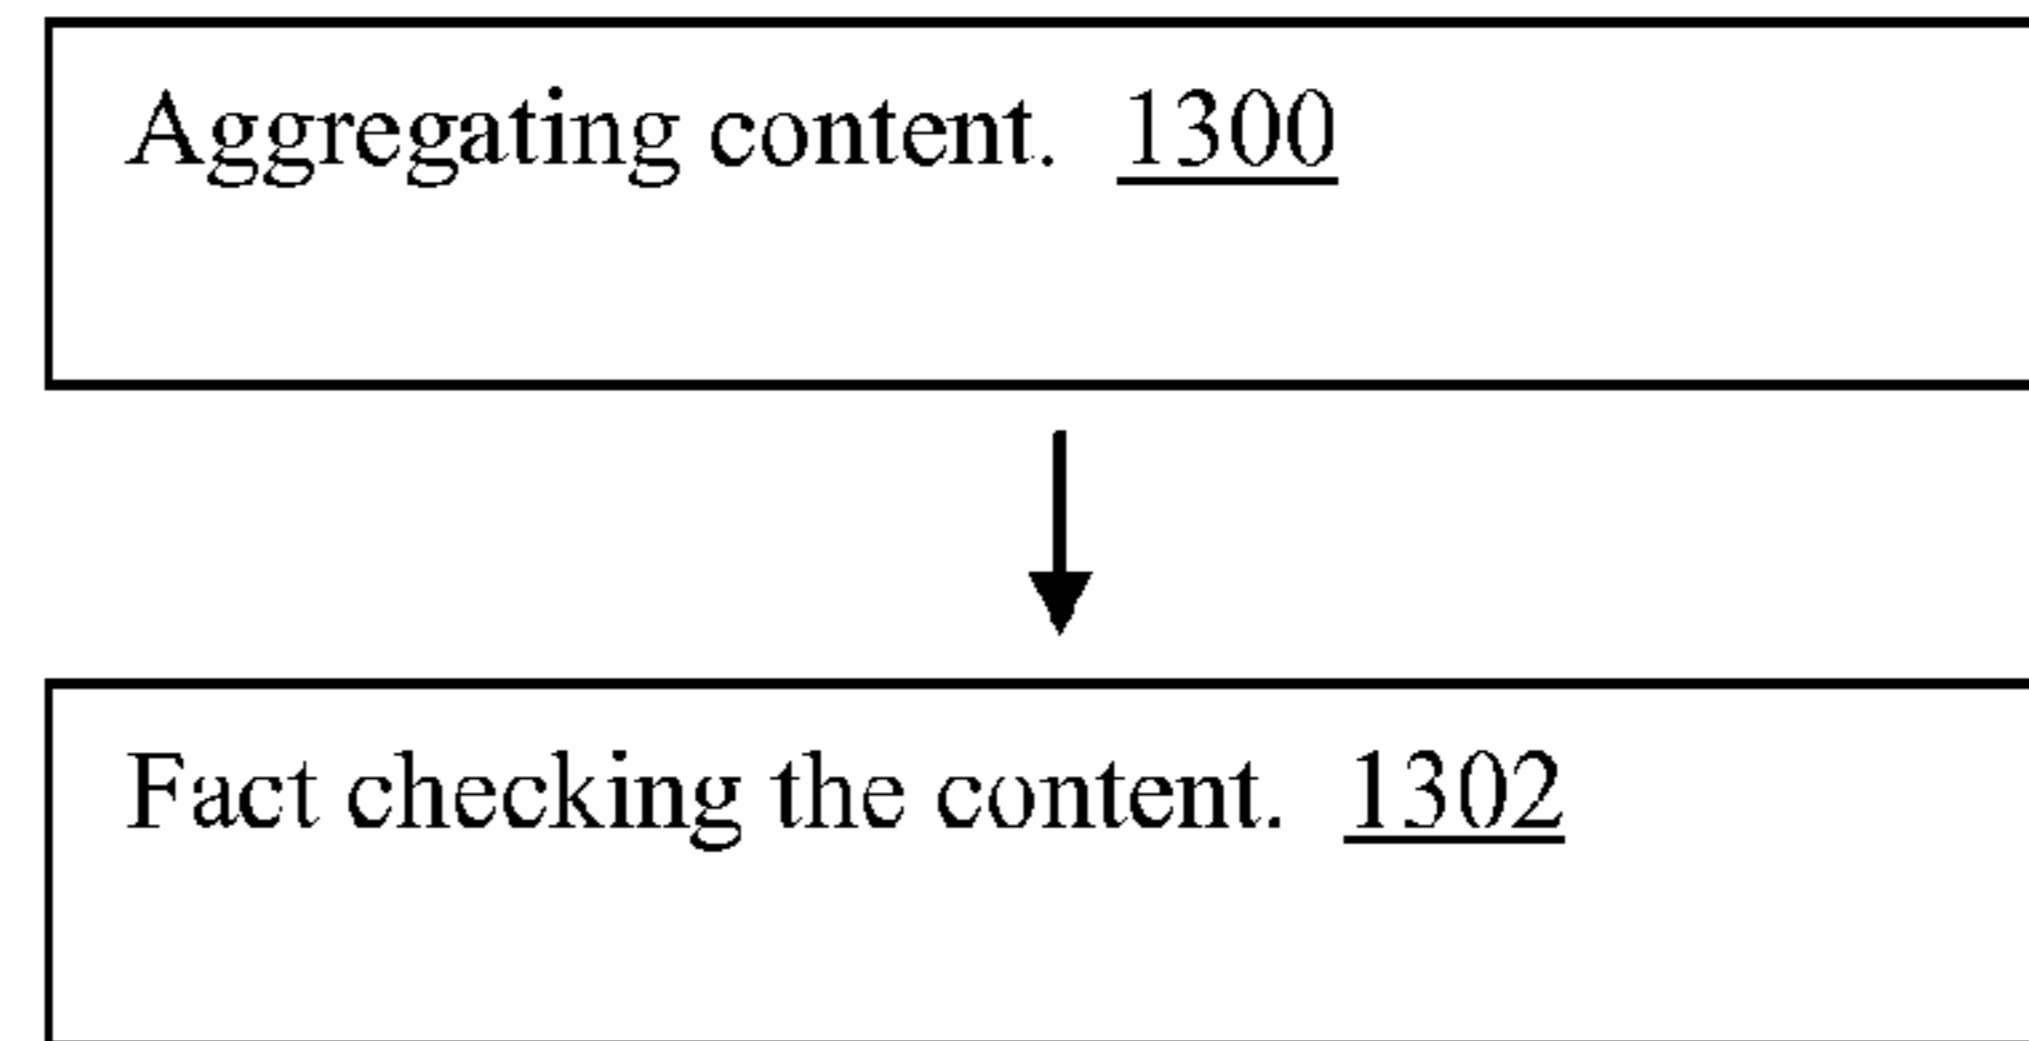 Aggregating content. 1300
Fact checking the content. 1302